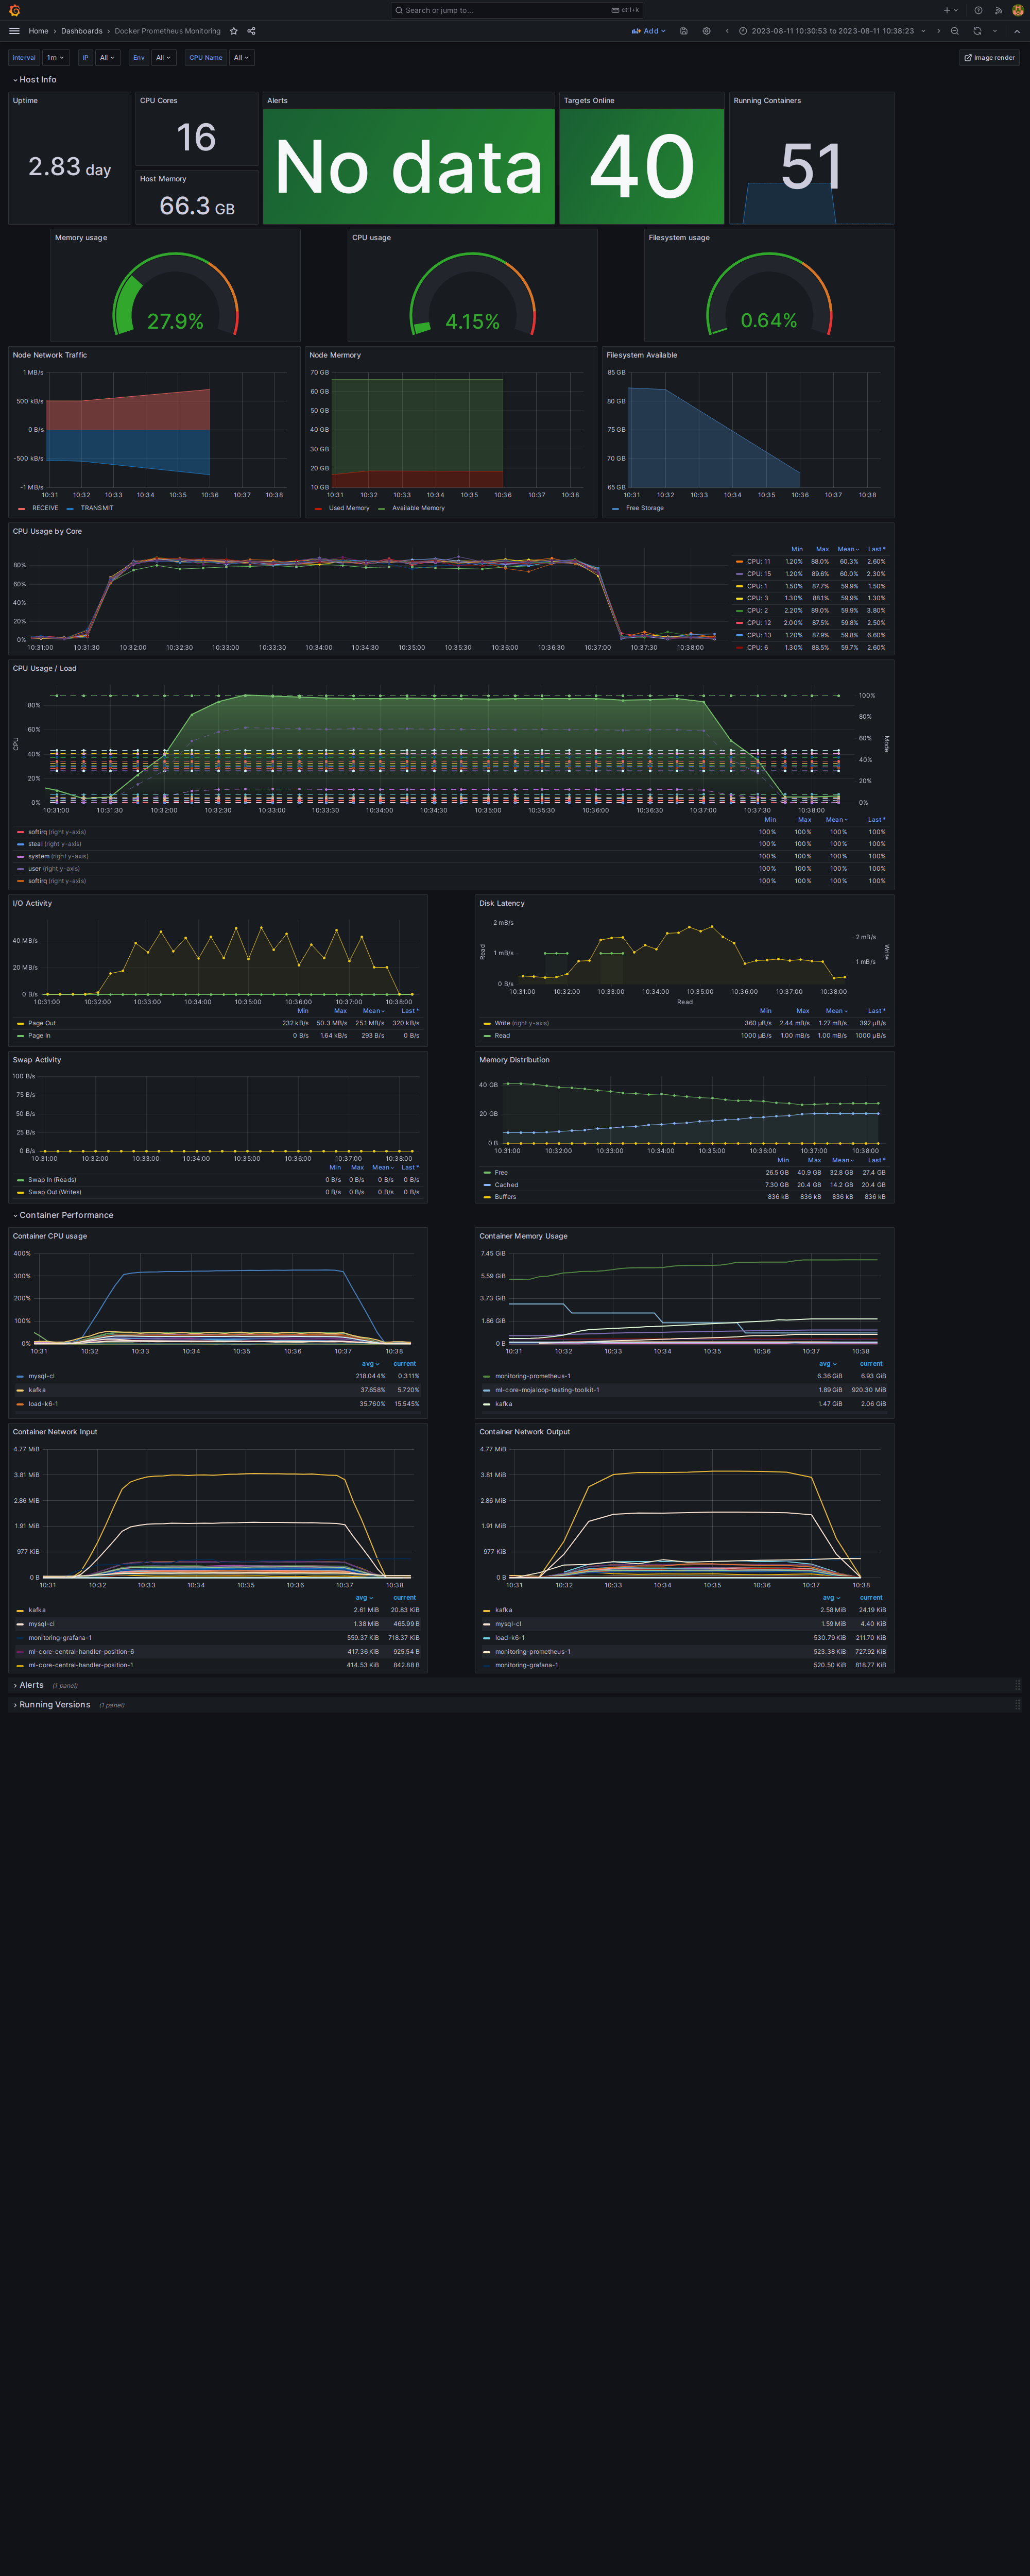 Search or jump to... ctrl+k
Home › Dashboards › Docker Prometheus Monitoring Add 2023-08-11 10:30:53 to 2023-08-11 10:38:23
Interval 1m IP All Env All CPU Name All Image render
Host Info
Uptime CPU Cores Alerts Targets Online Running Containers
2.83 day 16 No data 40 51
Host Memory
66.3 GB
Memory usage CPU usage Filesystem usage
27.9% 4.15% 0.64%
Node Network Traffic
1 MB/s
500 kB/s
0 B/s
-500 kB/s
-1 MB/s
10:31 10:32 10:33 10:34 10:35 10:36 10:37 10:38
RECEIVE TRANSMIT
Node Mermory
70 GB
60 GB
50 GB
40 GB
30 GB
20 GB
10 GB
10:31 10:32 10:33 10:34 10:35 10:36 10:37 10:38
Used Memory Available Memory
Filesystem Available
85 GB
80 GB
75 GB
70 GB
65 GB
10:31 10:32 10:33 10:34 10:35 10:36 10:37 10:38
Free Storage
CPU Usage by Core
80%
60%
40%
20%
0%
10:31:00 10:31:30 10:32:00 10:32:30 10:33:00 10:33:30 10:34:00 10:34:30 10:35:00 10:35:30 10:36:00 10:36:30 10:37:00 10:37:30 10:38:00
Min Max Mean Last *
CPU: 11 1.20% 88.0% 60.3% 2.60%
CPU: 15 1.20% 89.6% 60.0% 2.30%
CPU: 1 1.50% 87.7% 59.9% 1.50%
CPU: 3 1.30% 88.1% 59.9% 1.30%
CPU: 2 2.20% 89.0% 59.9% 3.80%
CPU: 12 2.00% 87.5% 59.8% 2.50%
CPU: 13 1.20% 87.9% 59.8% 6.60%
CPU: 6 1.30% 88.5% 59.7% 2.60%
CPU Usage / Load
CPU
80%
60%
40%
20%
0%
100%
80%
60%
40%
20%
0%
Mode
10:31:00 10:31:30 10:32:00 10:32:30 10:33:00 10:33:30 10:34:00 10:34:30 10:35:00 10:35:30 10:36:00 10:36:30 10:37:00 10:37:30 10:38:00
Min Max Mean Last *
softirq (right y-axis) 100% 100% 100% 100%
steal (right y-axis) 100% 100% 100% 100%
system (right y-axis) 100% 100% 100% 100%
user (right y-axis) 100% 100% 100% 100%
softirq (right y-axis) 100% 100% 100% 100%
I/O Activity
40 MB/s
20 MB/s
0 B/s
10:31:00 10:32:00 10:33:00 10:34:00 10:35:00 10:36:00 10:37:00 10:38:00
Min Max Mean Last *
Page Out 232 kB/s 50.3 MB/s 25.1 MB/s 320 kB/s
Page In 0 B/s 1.64 kB/s 293 B/s 0 B/s
Disk Latency
Read
2 mB/s
1 mB/s
0 B/s
2 mB/s
1 mB/s
Write
10:31:00 10:32:00 10:33:00 10:34:00 10:35:00 10:36:00 10:37:00 10:38:00
Read
Min Max Mean Last *
Write (right y-axis) 360 µB/s 2.44 mB/s 1.27 mB/s 392 µB/s
Read 1000 µB/s 1.00 mB/s 1.00 mB/s 1000 µB/s
Swap Activity
100 B/s
75 B/s
50 B/s
25 B/s
0 B/s
10:31:00 10:32:00 10:33:00 10:34:00 10:35:00 10:36:00 10:37:00 10:38:00
Min Max Mean Last *
Swap In (Reads) 0 B/s 0 B/s 0 B/s 0 B/s
Swap Out (Writes) 0 B/s 0 B/s 0 B/s 0 B/s
Memory Distribution
40 GB
20 GB
0 B
10:31:00 10:32:00 10:33:00 10:34:00 10:35:00 10:36:00 10:37:00 10:38:00
Min Max Mean Last *
Free 26.5 GB 40.9 GB 32.8 GB 27.4 GB
Cached 7.30 GB 20.4 GB 14.2 GB 20.4 GB
Buffers 836 kB 836 kB 836 kB 836 kB
Container Performance
Container CPU usage
400%
300%
200%
100%
0%
10:31 10:32 10:33 10:34 10:35 10:36 10:37 10:38
avg current
mysql-cl 218.044% 0.311%
kafka 37.658% 5.720%
load-k6-1 35.760% 15.545%
Container Memory Usage
7.45 GiB
5.59 GiB
3.73 GiB
1.86 GiB
0 B
10:31 10:32 10:33 10:34 10:35 10:36 10:37 10:38
avg current
monitoring-prometheus-1 6.36 GiB 6.93 GiB
ml-core-mojaloop-testing-toolkit-1 1.89 GiB 920.30 MiB
kafka 1.47 GiB 2.06 GiB
Container Network Input
4.77 MiB
3.81 MiB
2.86 MiB
1.91 MiB
977 KiB
0 B
10:31 10:32 10:33 10:34 10:35 10:36 10:37 10:38
avg current
kafka 2.61 MiB 20.83 KiB
mysql-cl 1.38 MiB 465.99 B
monitoring-grafana-1 559.37 KiB 718.37 KiB
ml-core-central-handler-position-6 417.36 KiB 925.54 B
ml-core-central-handler-position-1 414.53 KiB 842.88 B
Container Network Output
4.77 MiB
3.81 MiB
2.86 MiB
1.91 MiB
977 KiB
0 B
10:31 10:32 10:33 10:34 10:35 10:36 10:37 10:38
avg current
kafka 2.58 MiB 24.19 KiB
mysql-cl 1.59 MiB 4.40 KiB
load-k6-1 530.79 KiB 211.70 KiB
monitoring-prometheus-1 523.38 KiB 727.92 KiB
monitoring-grafana-1 520.50 KiB 818.77 KiB
Alerts (1 panel)
Running Versions (1 panel)